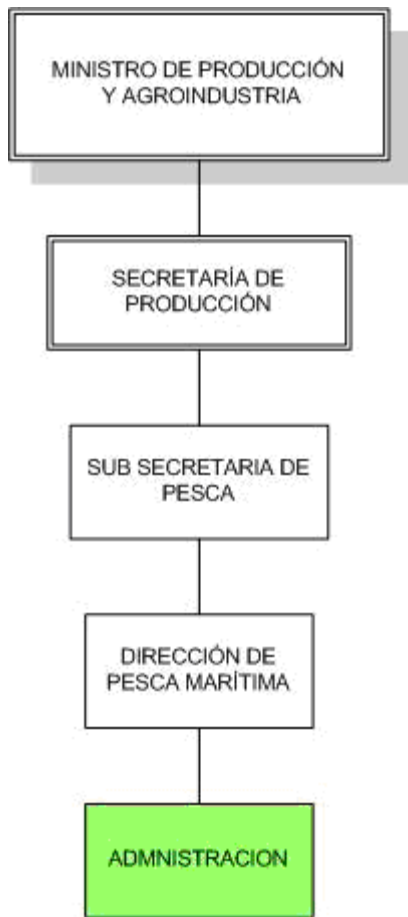 MINISTRO DE PRODUCCIÓN
Y AGROINDUSTRIA
SECRETARÍA DE
PRODUCCIÓN
SUB SECRETARIA DE
PESCA
DIRECCIÓN DE
PESCA MARÍTIMA
ADMNISTRACION